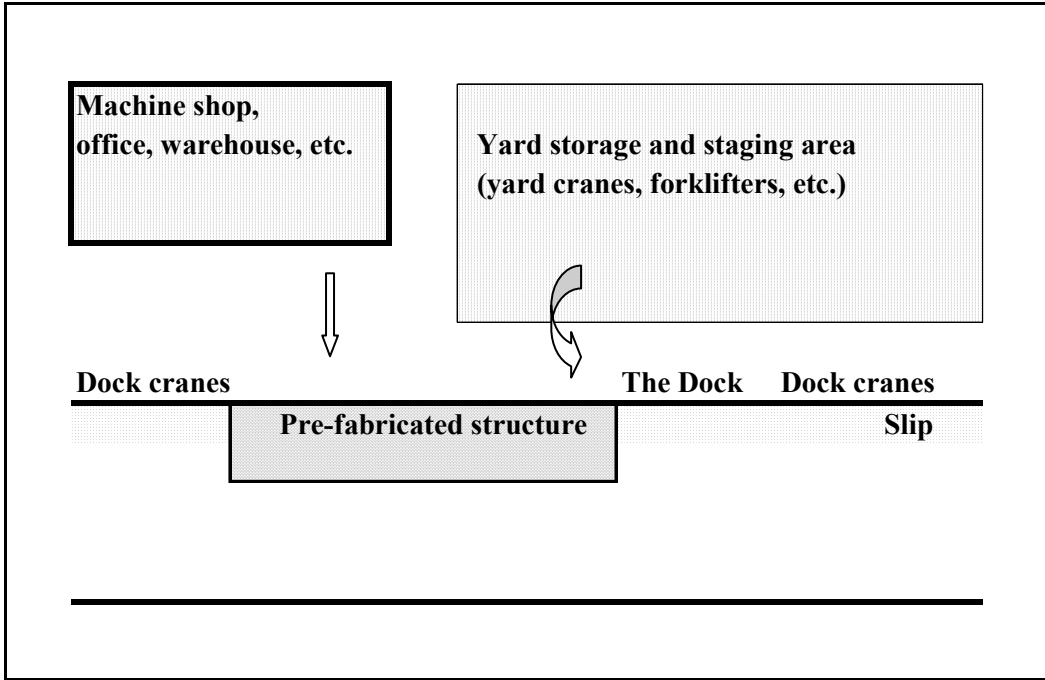 Machine shop,
office, warehouse, etc.
Yard storage and staging area
(yard cranes, forklifters, etc.)
Dock cranes
The Dock
Dock cranes
Pre-fabricated structure
Slip